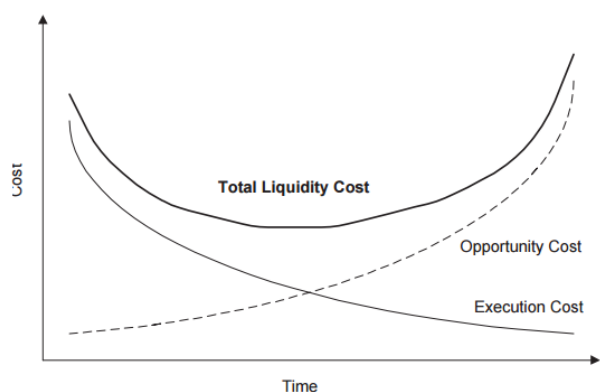 Cost
Total Liquidity Cost
Opportunity Cost
Execution Cost
Time